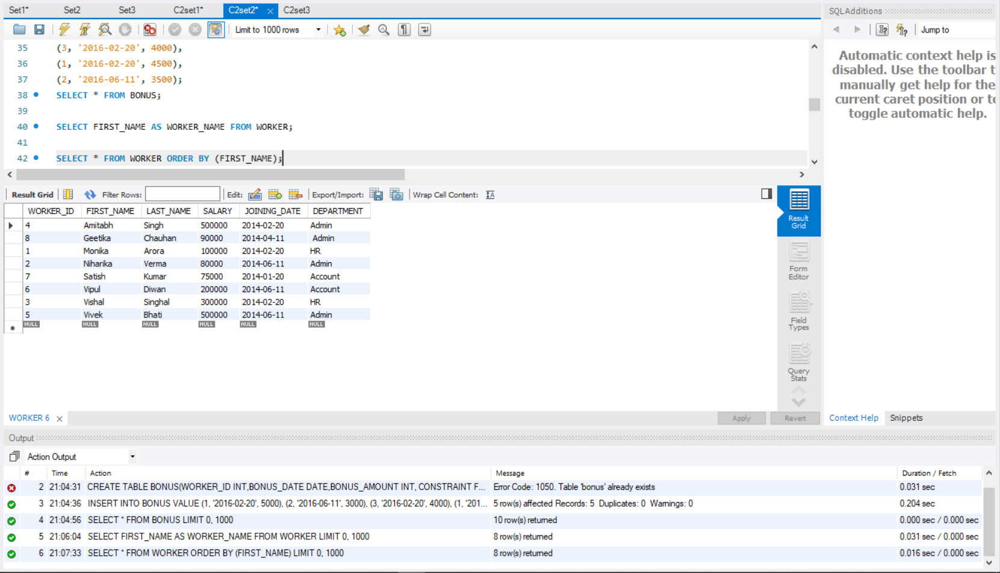 Set1* Set2 Set3 C2set1* C2set2* × C2set3
SQLAdditions
Limit to 1000 rows
Jump to
35 (3, '2016-02-20', 4000),
36 (1, '2016-02-20', 4500),
37 (2, '2016-06-11', 3500);
38 SELECT * FROM BONUS;
39
40 SELECT FIRST_NAME AS WORKER_NAME FROM WORKER;
41
42 SELECT * FROM WORKER ORDER BY (FIRST_NAME);
Automatic context help is
disabled. Use the toolbar t
manually get help for the
current caret position or to
toggle automatic help.
Result Grid Filter Rows: Edit: Export/Import: Wrap Cell Content:
WORKER_ID FIRST_NAME LAST_NAME SALARY JOINING_DATE DEPARTMENT
4 Amitabh Singh 500000 2014-02-20 Admin
8 Geetika Chauhan 90000 2014-04-11 Admin
1 Monika Arora 100000 2014-02-20 HR
2 Niharika Verma 80000 2014-06-11 Admin
7 Satish Kumar 75000 2014-01-20 Account
6 Vipul Diwan 200000 2014-06-11 Account
3 Vishal Singhal 300000 2014-02-20 HR
5 Vivek Bhati 500000 2014-06-11 Admin
NULL NULL NULL NULL NULL NULL
Result
Grid
Form
Editor
Field
Types
Query
Stats
WORKER 6 ×
Apply Revert
Context Help Snippets
Output
Action Output
# Time Action Message Duration / Fetch
2 21:04:31 CREATE TABLE BONUS(WORKER_ID INT,BONUS_DATE DATE,BONUS_AMOUNT INT, CONSTRAINT F... Error Code: 1050. Table 'bonus' already exists 0.031 sec
3 21:04:36 INSERT INTO BONUS VALUE (1, '2016-02-20', 5000), (2, '2016-06-11', 3000), (3, '2016-02-20', 4000), (1, '201... 5 row(s) affected Records: 5 Duplicates: 0 Warnings: 0 0.204 sec
4 21:04:56 SELECT * FROM BONUS LIMIT 0, 1000 10 row(s) returned 0.000 sec / 0.000 sec
5 21:06:04 SELECT FIRST_NAME AS WORKER_NAME FROM WORKER LIMIT 0, 1000 8 row(s) returned 0.031 sec / 0.000 sec
6 21:07:33 SELECT * FROM WORKER ORDER BY (FIRST_NAME) LIMIT 0, 1000 8 row(s) returned 0.016 sec / 0.000 sec